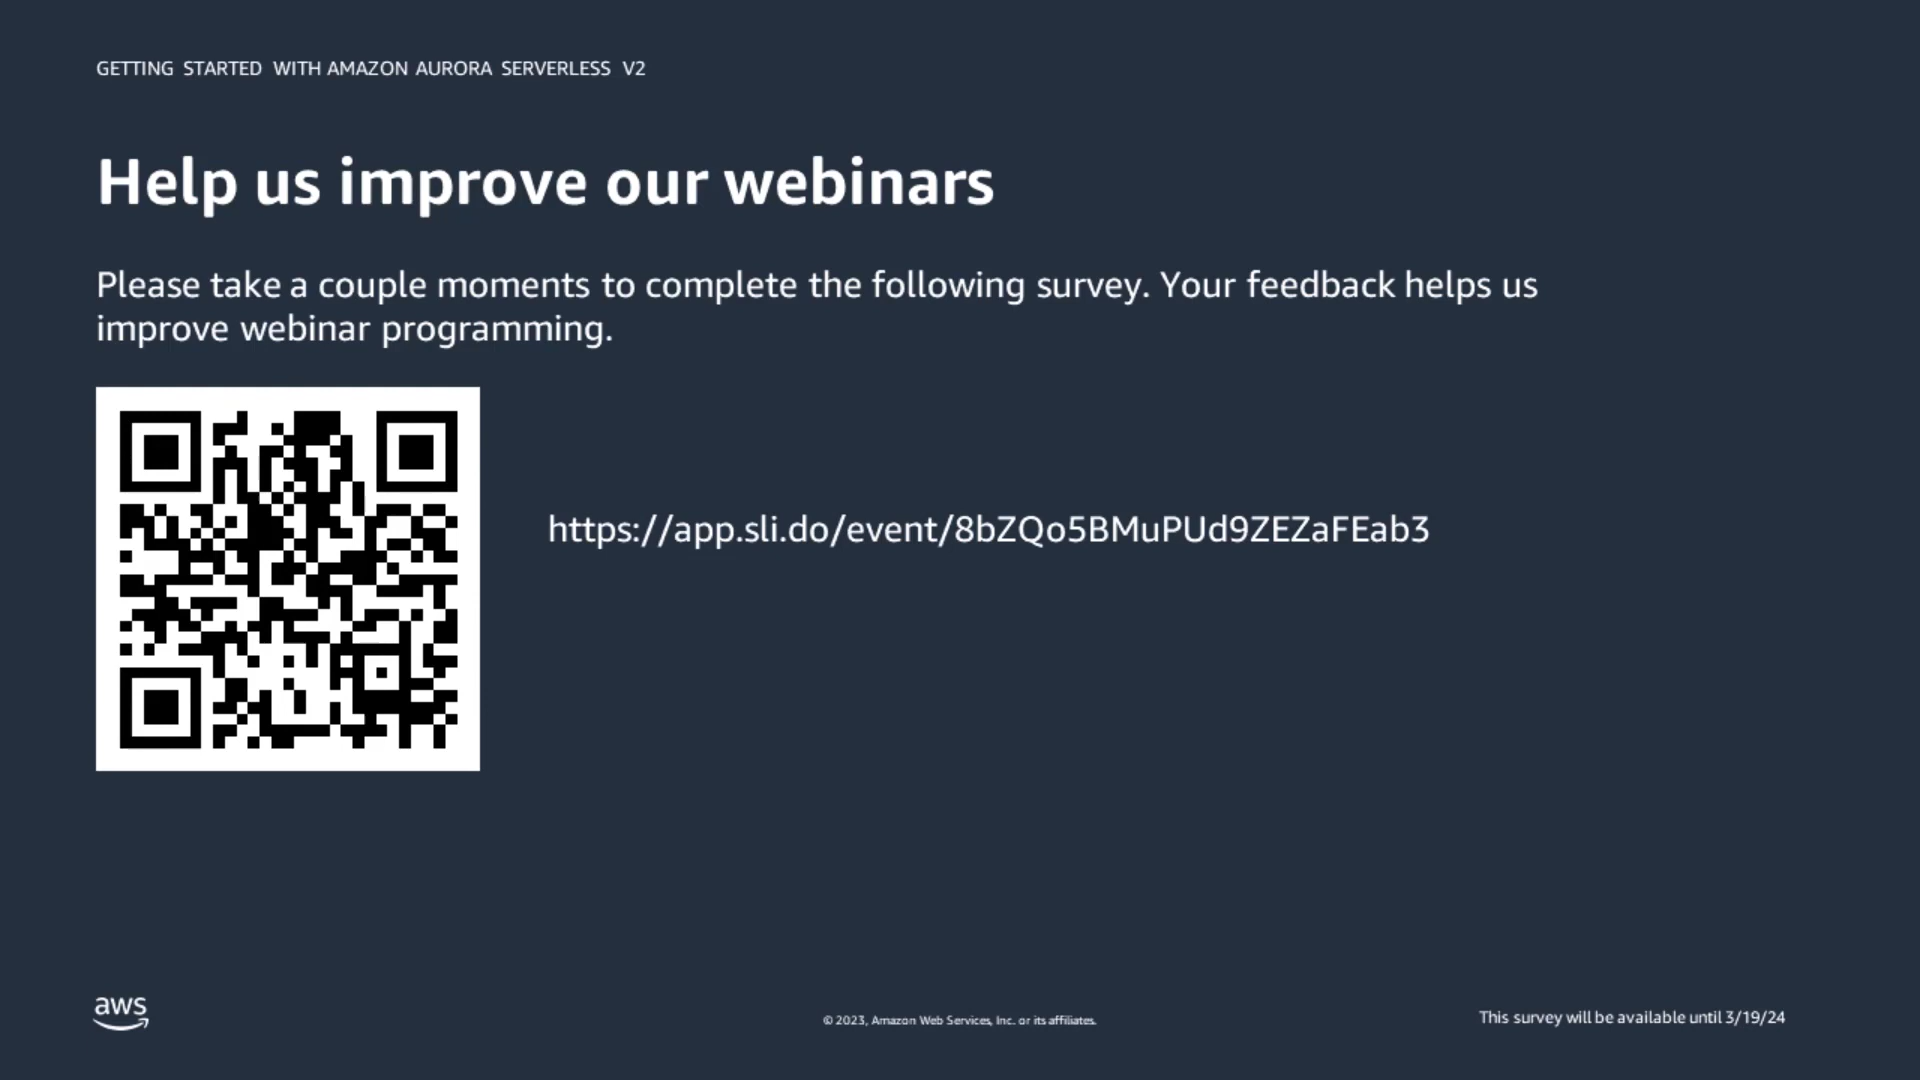 GETTING STARTED WITH AMAZON AURORA SERVERLESS V2
Help us improve our webinars
Please take a couple moments to complete the following survey. Your feedback helps us
improve webinar programming.
https://app.sli.do/event/8bZQo5BMuPUd9ZEZaFEab3
aws
© 2023, Amazon Web Services, Inc. or its affiliates.
This survey will be available until 3/19/24